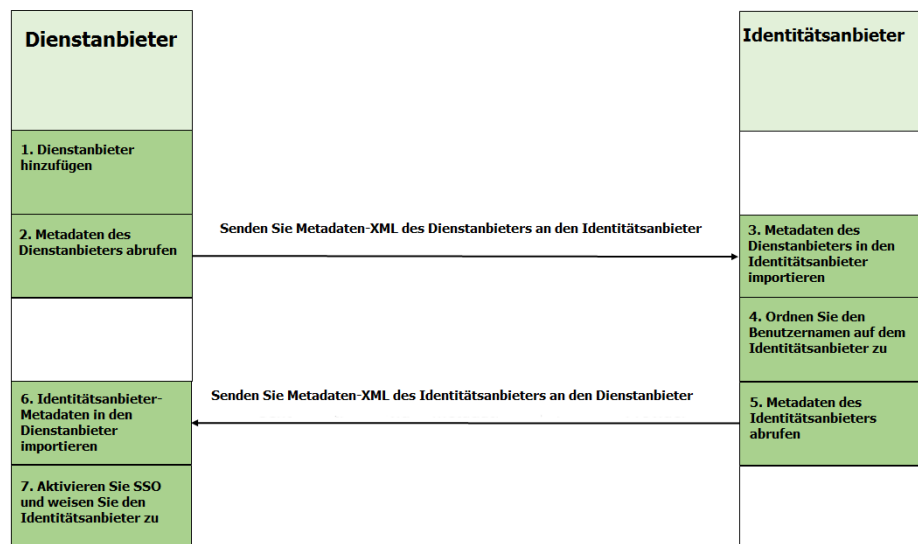 Dienstanbieter
Identitätsanbieter
1. Dienstanbieter
hinzufügen
2. Metadaten des
Dienstanbieters abrufen
Senden Sie Metadaten-XML des Dienstanbieters an den Identitätsanbieter
3. Metadaten des
Dienstanbieters in den
Identitätsanbieter
importieren
4. Ordnen Sie den
Benutzernamen auf dem
Identitätsanbieter zu
Senden Sie Metadaten-XML des Identitätsanbieters an den Dienstanbieter
5. Metadaten des
Identitätsanbieters
abrufen
6. Identitätsanbieter-
Metadaten in den
Dienstanbieter
importieren
7. Aktivieren Sie SSO
und weisen Sie den
Identitätsanbieter zu